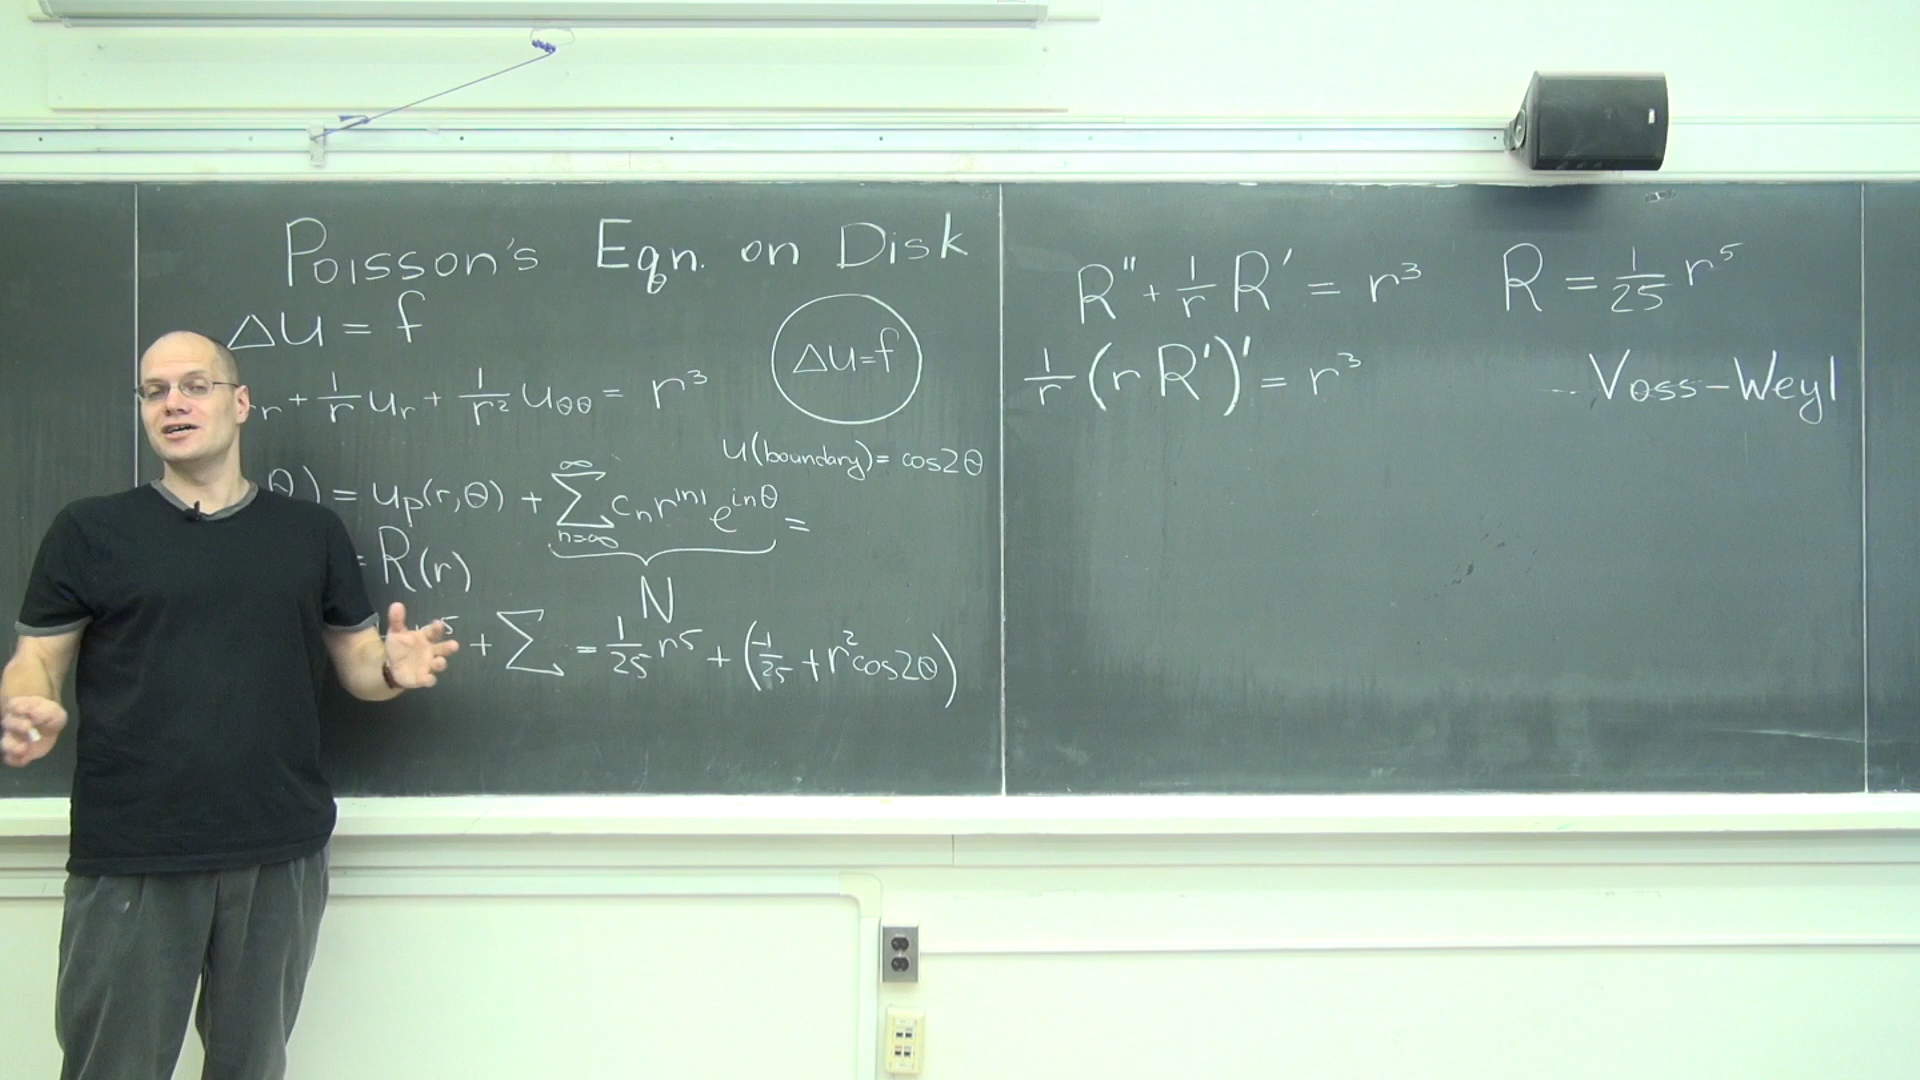 Poisson's Eqn. on Disk
Δu = f
Δu=f
r + 1/r u_r + 1/r² u_θθ = r³
u(boundary) = cos2θ
θ) = u_p(r,θ) + ∑_{n=∞}^{∞} c_n r^{|n|} e^{inθ} =
= R(r)
N
r⁵ + ∑ = 1/25 r⁵ + (-1/25 + r² cos2θ)
R'' + 1/r R' = r³
R = 1/25 r⁵
1/r (r R')' = r³
Voss-Weyl